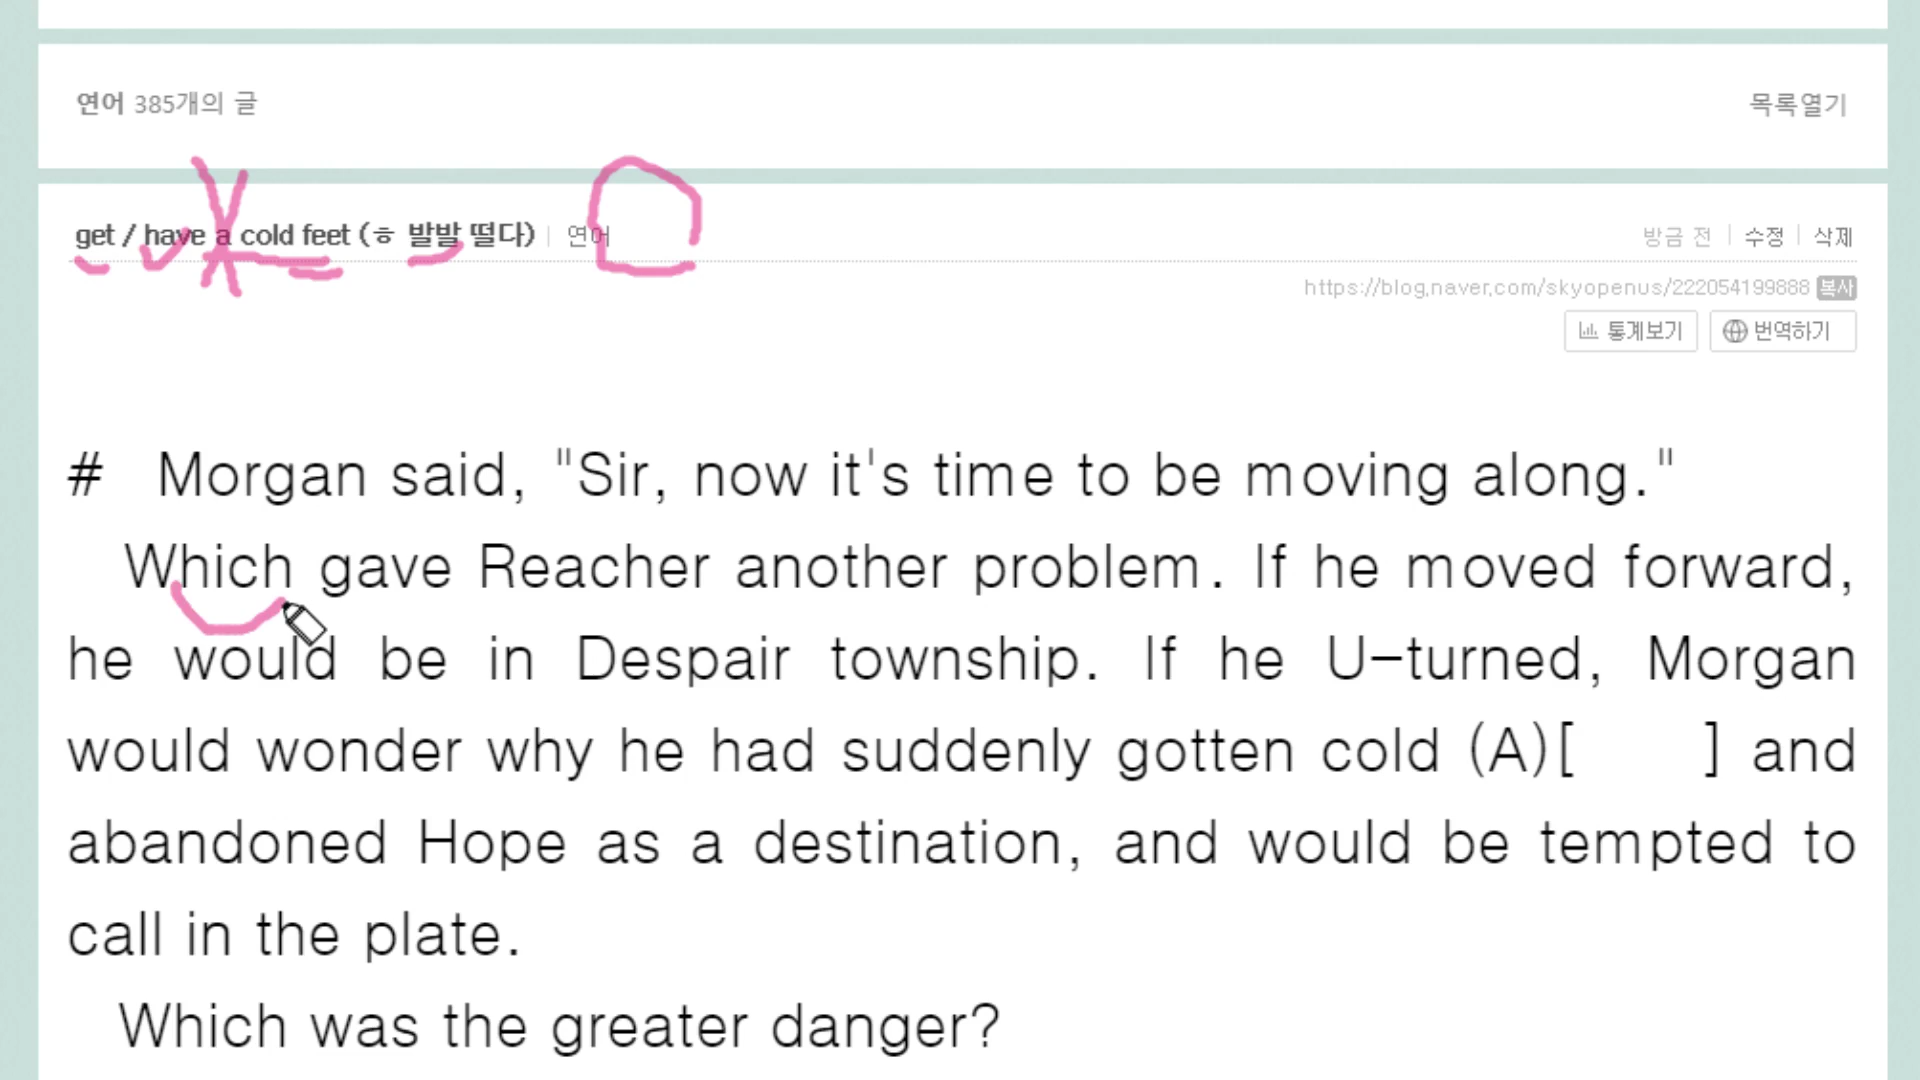 연어 385개의 글
목록열기
get / have a cold feet (ㅎ 발발 떨다) | 연어
방금 전 | 수정 | 삭제
https://blog.naver.com/skyopenus/222054199888 복사
통계보기 번역하기
# Morgan said, "Sir, now it's time to be moving along."
Which gave Reacher another problem. If he moved forward,
he would be in Despair township. If he U-turned, Morgan
would wonder why he had suddenly gotten cold (A)[ ] and
abandoned Hope as a destination, and would be tempted to
call in the plate.
Which was the greater danger?